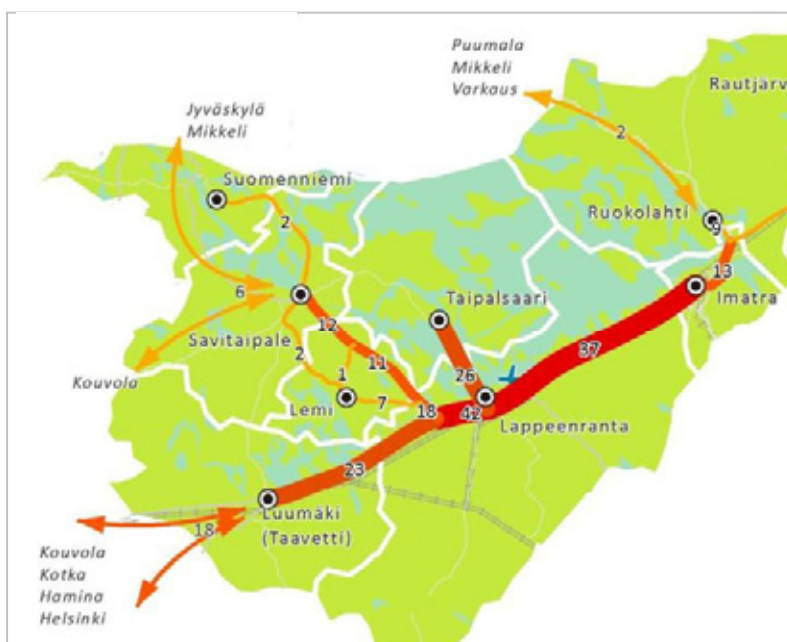 Puumala
Mikkeli
Varkaus
Rautjärv
Jyväskylä
Mikkeli
2
Suomenniemi
Ruokolahti
9
2
6
13
Imatra
Taipalsaari
12
Savitaipale
37
11
2
Kouvola
1
26
Lemi
7
18
42
Lappeenranta
23
Luumäki
(Taavetti)
18
Kouvola
Kotka
Hamina
Helsinki